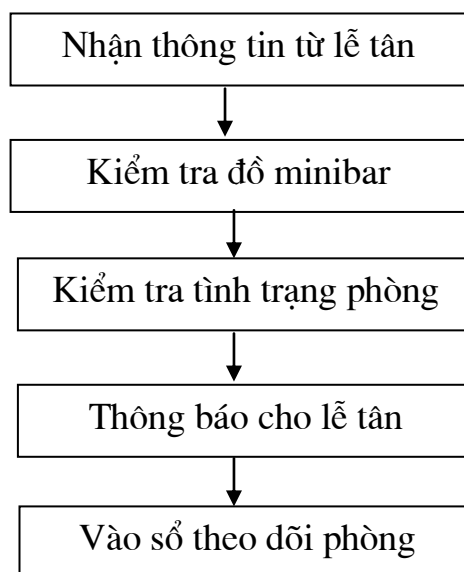 Nhận thông tin từ lễ tân
Kiểm tra đồ minibar
Kiểm tra tình trạng phòng
Thông báo cho lễ tân
Vào sổ theo dõi phòng